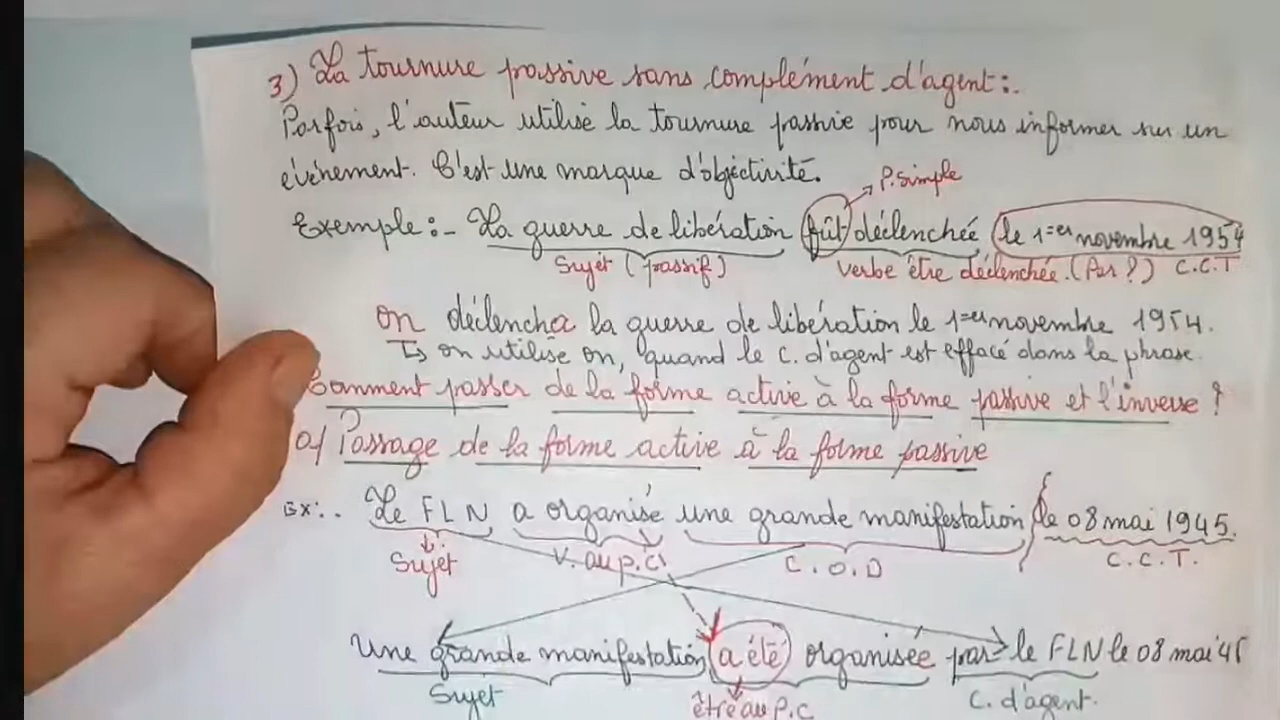 3) La tournure passive sans complément d'agent:.
Parfois, l'auteur utilise la tournure passive pour nous informer sur un
événement. C'est une marque d'objéctivité.
P. simple
Exemple:- La guerre de libération fût déclenchée le 1er novembre 1954
Sujet (passif) verbe être déclenchée. (Par ?) C.C.T
on déclencha la guerre de libération le 1er novembre 1954.
↳ on utilise on, quand le c. d'agent est effacé dans la phrase.
Comment passer de la forme active à la forme passive et l'inverse ?
a/ Passage de la forme active à la forme passive
Ex:. Le FLN a organisé une grande manifestation le 08 mai 1945.
Sujet V. au p.c C.O.D C.C.T.
Une grande manifestation a été organisée par le FLN le 08 mai 45
Sujet être au P.C C. d'agent.